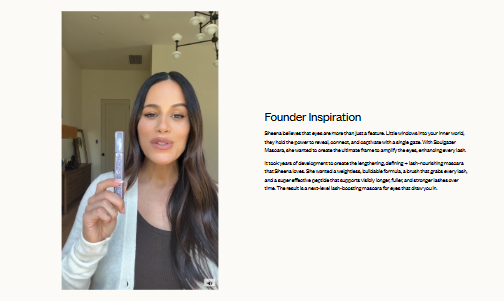 Founder Inspiration
Sheena believes that eyes are more than just a feature. Little windows into your inner world,
they hold the power to reveal, connect, and captivate with a single gaze. With Soulgazer
Mascara, she wanted to create the ultimate frame to amplify the eyes, enhancing every lash.
It took years of development to create the lengthening, defining + lash-nourishing mascara
that Sheena loves. She wanted a weightless, buildable formula, a brush that grabs every lash,
and a super effective peptide that supports visibly longer, fuller, and stronger lashes over
time. The result is a next-level lash-boosting mascara for eyes that draw you in.